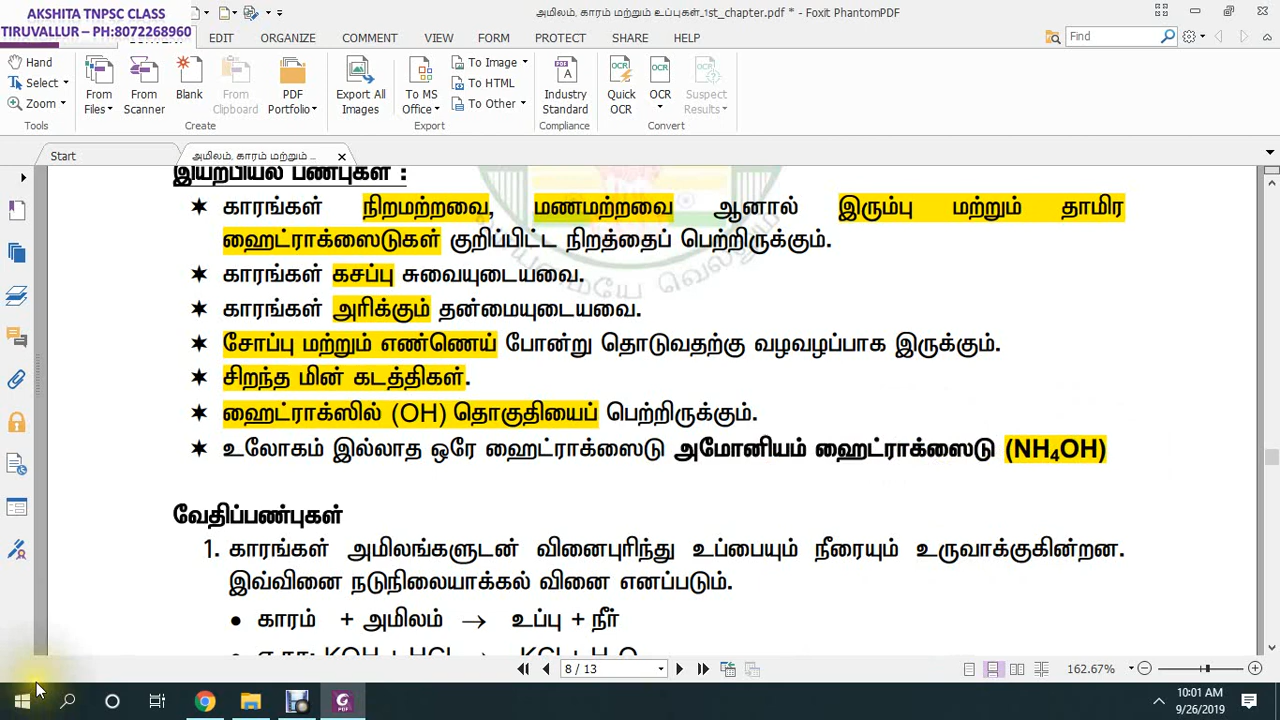 AKSHITA TNPSC CLASS
TIRUVALLUR – PH:8072268960
அமிலம், காரம் மற்றும் உப்புகள்_1st_chapter.pdf * - Foxit PhantomPDF
EDIT ORGANIZE COMMENT VIEW FORM PROTECT SHARE HELP
Find
Hand
Select
Zoom
Tools
From Files
From Scanner
Blank
From Clipboard
PDF Portfolio
Create
Export All Images
To MS Office
To Image
To HTML
To Other
Export
Industry Standard
Compliance
Quick OCR
OCR
Suspect Results
Convert
Start
அமிலம், காரம் மற்றும் ...
இயற்பியல் பண்புகள் :
★ காரங்கள் நிறமற்றவை, மணமற்றவை ஆனால் இரும்பு மற்றும் தாமிர
ஹைட்ராக்ஸைடுகள் குறிப்பிட்ட நிறத்தைப் பெற்றிருக்கும்.
★ காரங்கள் கசப்பு சுவையுடையவை.
★ காரங்கள் அரிக்கும் தன்மையுடையவை.
★ சோப்பு மற்றும் எண்ணெய் போன்று தொடுவதற்கு வழவழப்பாக இருக்கும்.
★ சிறந்த மின் கடத்திகள்.
★ ஹைட்ராக்ஸில் (OH) தொகுதியைப் பெற்றிருக்கும்.
★ உலோகம் இல்லாத ஒரே ஹைட்ராக்ஸைடு அமோனியம் ஹைட்ராக்ஸைடு (NH₄OH)
வேதிப்பண்புகள்
1. காரங்கள் அமிலங்களுடன் வினைபுரிந்து உப்பையும் நீரையும் உருவாக்குகின்றன.
இவ்வினை நடுநிலையாக்கல் வினை எனப்படும்.
● காரம் + அமிலம் → உப்பு + நீர்
8 / 13
162.67%
10:01 AM
9/26/2019